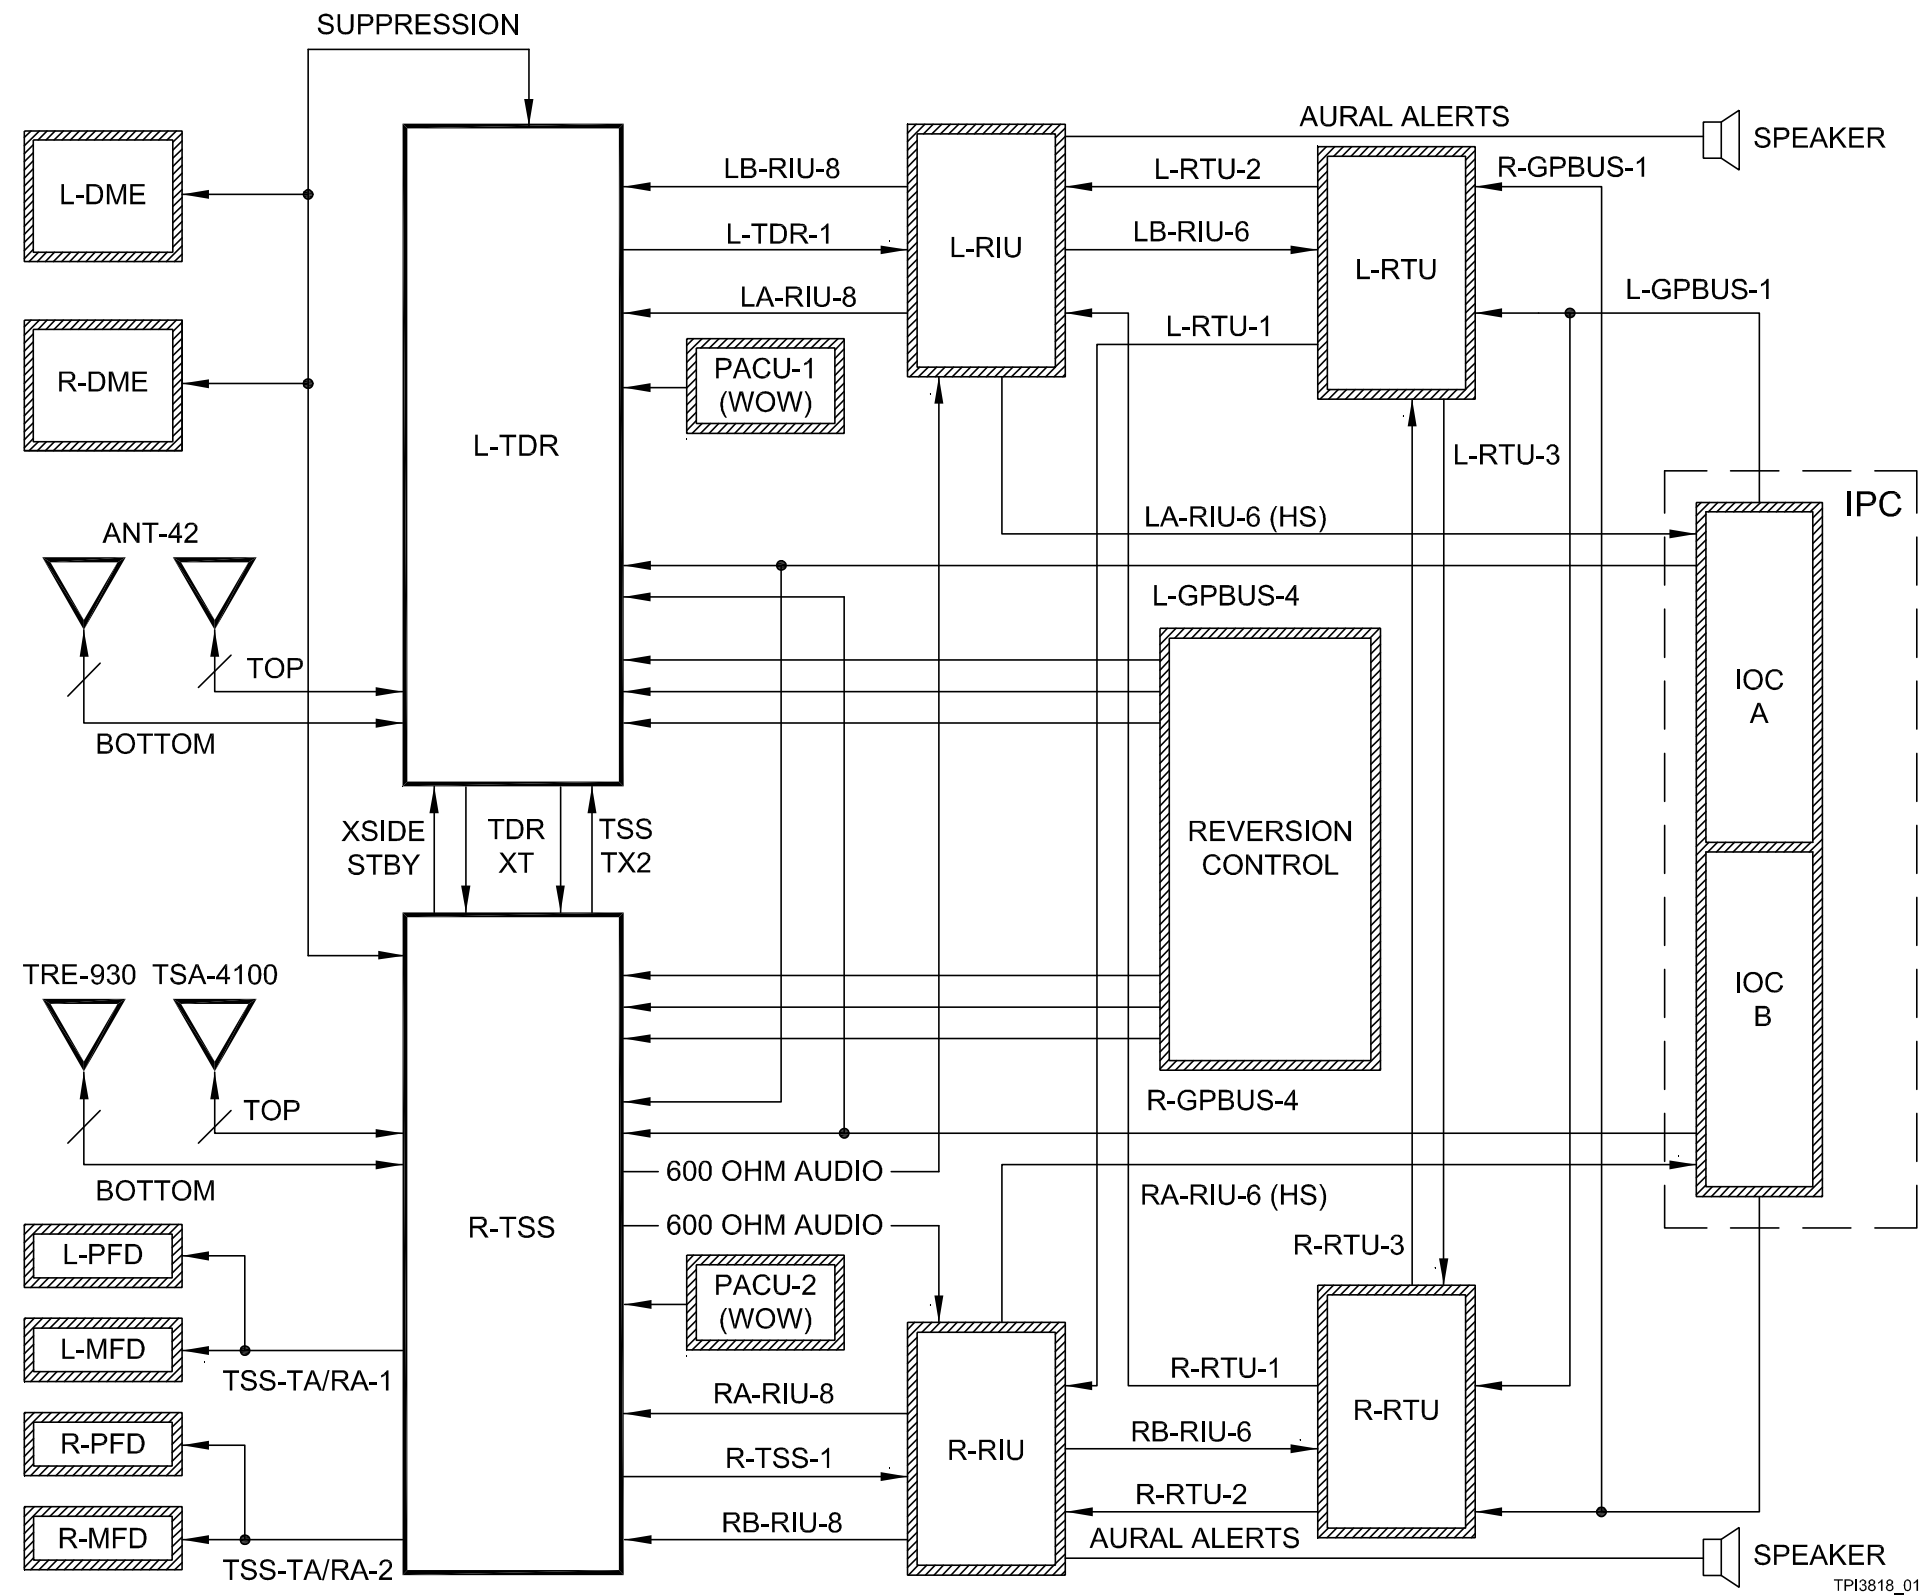 SUPPRESSION
AURAL ALERTS
SPEAKER
L-DME
LB-RIU-8
L-RTU-2
R-GPBUS-1
L-TDR-1
L-RIU
LB-RIU-6
L-RTU
L-GPBUS-1
LA-RIU-8
L-RTU-1
R-DME
PACU-1
(WOW)
L-TDR
L-RTU-3
IPC
ANT-42
LA-RIU-6 (HS)
L-GPBUS-4
TOP
BOTTOM
IOC
A
XSIDE
STBY
TDR
XT
TSS
TX2
REVERSION
CONTROL
TRE-930
TSA-4100
IOC
B
TOP
R-GPBUS-4
600 OHM AUDIO
BOTTOM
RA-RIU-6 (HS)
R-TSS
600 OHM AUDIO
R-RTU-3
L-PFD
PACU-2
(WOW)
L-MFD
TSS-TA/RA-1
RA-RIU-8
R-RTU-1
R-RTU
R-PFD
R-TSS-1
R-RIU
RB-RIU-6
R-RTU-2
RB-RIU-8
R-MFD
TSS-TA/RA-2
AURAL ALERTS
SPEAKER
TPI3818_01